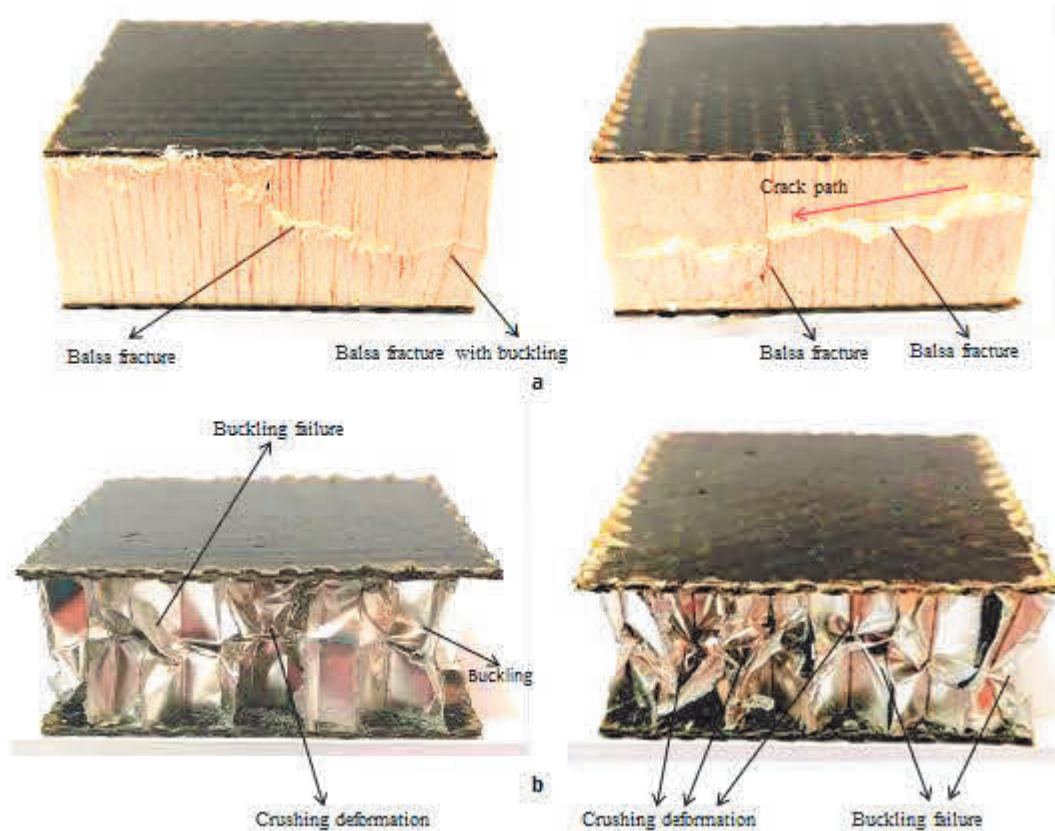 Crack path
Balsa fracture
Balsa fracture with buckling
Balsa fracture
Balsa fracture
a
Buckling failure
Buckling
b
Crushing deformation
Crushing deformation
Buckling failure